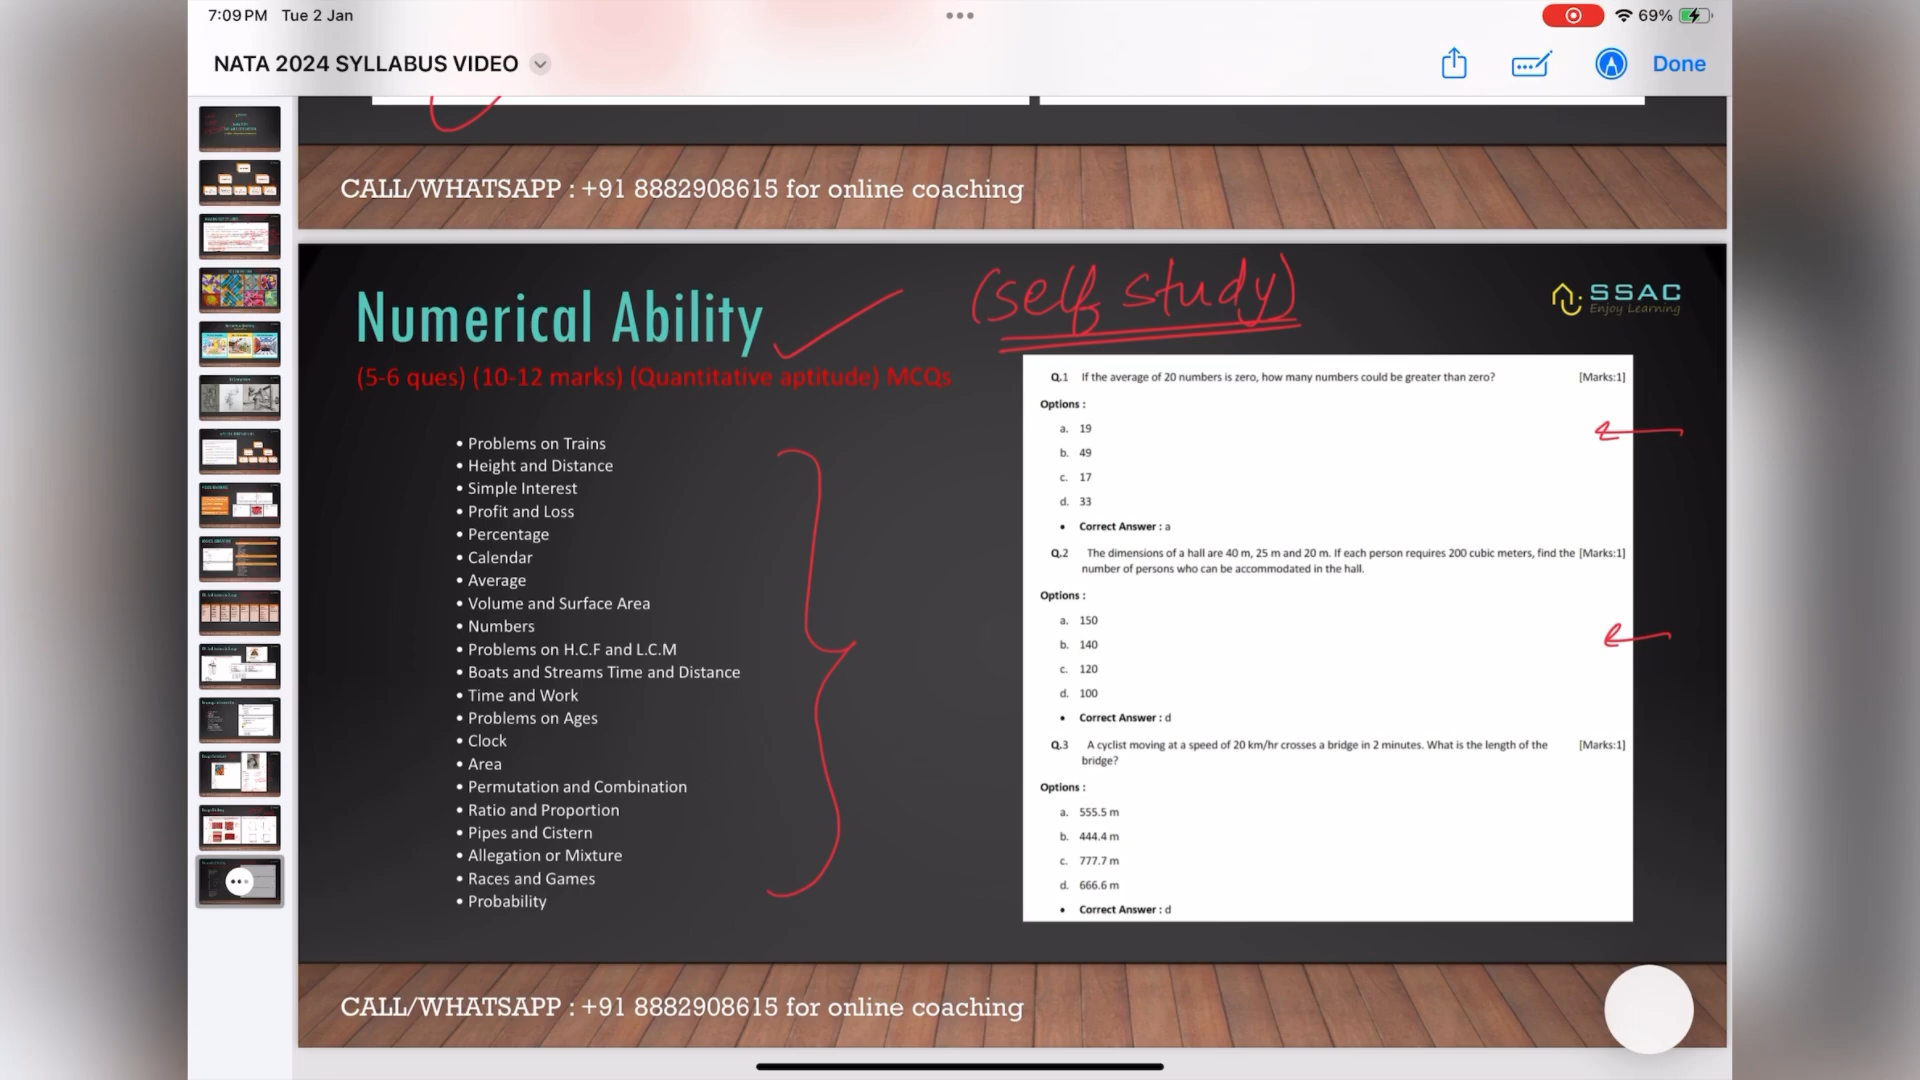 7:09 PM Tue 2 Jan
69%
NATA 2024 SYLLABUS VIDEO
Done
CALL/WHATSAPP : +91 8882908615 for online coaching
Numerical Ability
(self study)
SSAC
Enjoy Learning
(5-6 ques) (10-12 marks) (Quantitative aptitude) MCQs
• Problems on Trains
• Height and Distance
• Simple Interest
• Profit and Loss
• Percentage
• Calendar
• Average
• Volume and Surface Area
• Numbers
• Problems on H.C.F and L.C.M
• Boats and Streams Time and Distance
• Time and Work
• Problems on Ages
• Clock
• Area
• Permutation and Combination
• Ratio and Proportion
• Pipes and Cistern
• Allegation or Mixture
• Races and Games
• Probability
Q.1 If the average of 20 numbers is zero, how many numbers could be greater than zero? [Marks:1]
Options :
a. 19
b. 49
c. 17
d. 33
• Correct Answer : a
Q.2 The dimensions of a hall are 40 m, 25 m and 20 m. If each person requires 200 cubic meters, find the [Marks:1]
number of persons who can be accommodated in the hall.
Options :
a. 150
b. 140
c. 120
d. 100
• Correct Answer : d
Q.3 A cyclist moving at a speed of 20 km/hr crosses a bridge in 2 minutes. What is the length of the [Marks:1]
bridge?
Options :
a. 555.5 m
b. 444.4 m
c. 777.7 m
d. 666.6 m
• Correct Answer : d
CALL/WHATSAPP : +91 8882908615 for online coaching